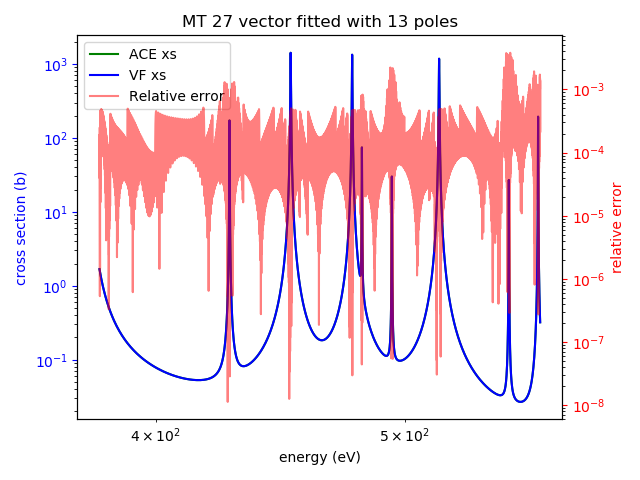 MT 27 vector fitted with 13 poles
ACE xs
VF xs
Relative error
cross section (b)
10³
10²
10¹
10⁰
10⁻¹
10⁻³
10⁻⁴
10⁻⁵
10⁻⁶
10⁻⁷
10⁻⁸
relative error
4 × 10²
5 × 10²
energy (eV)